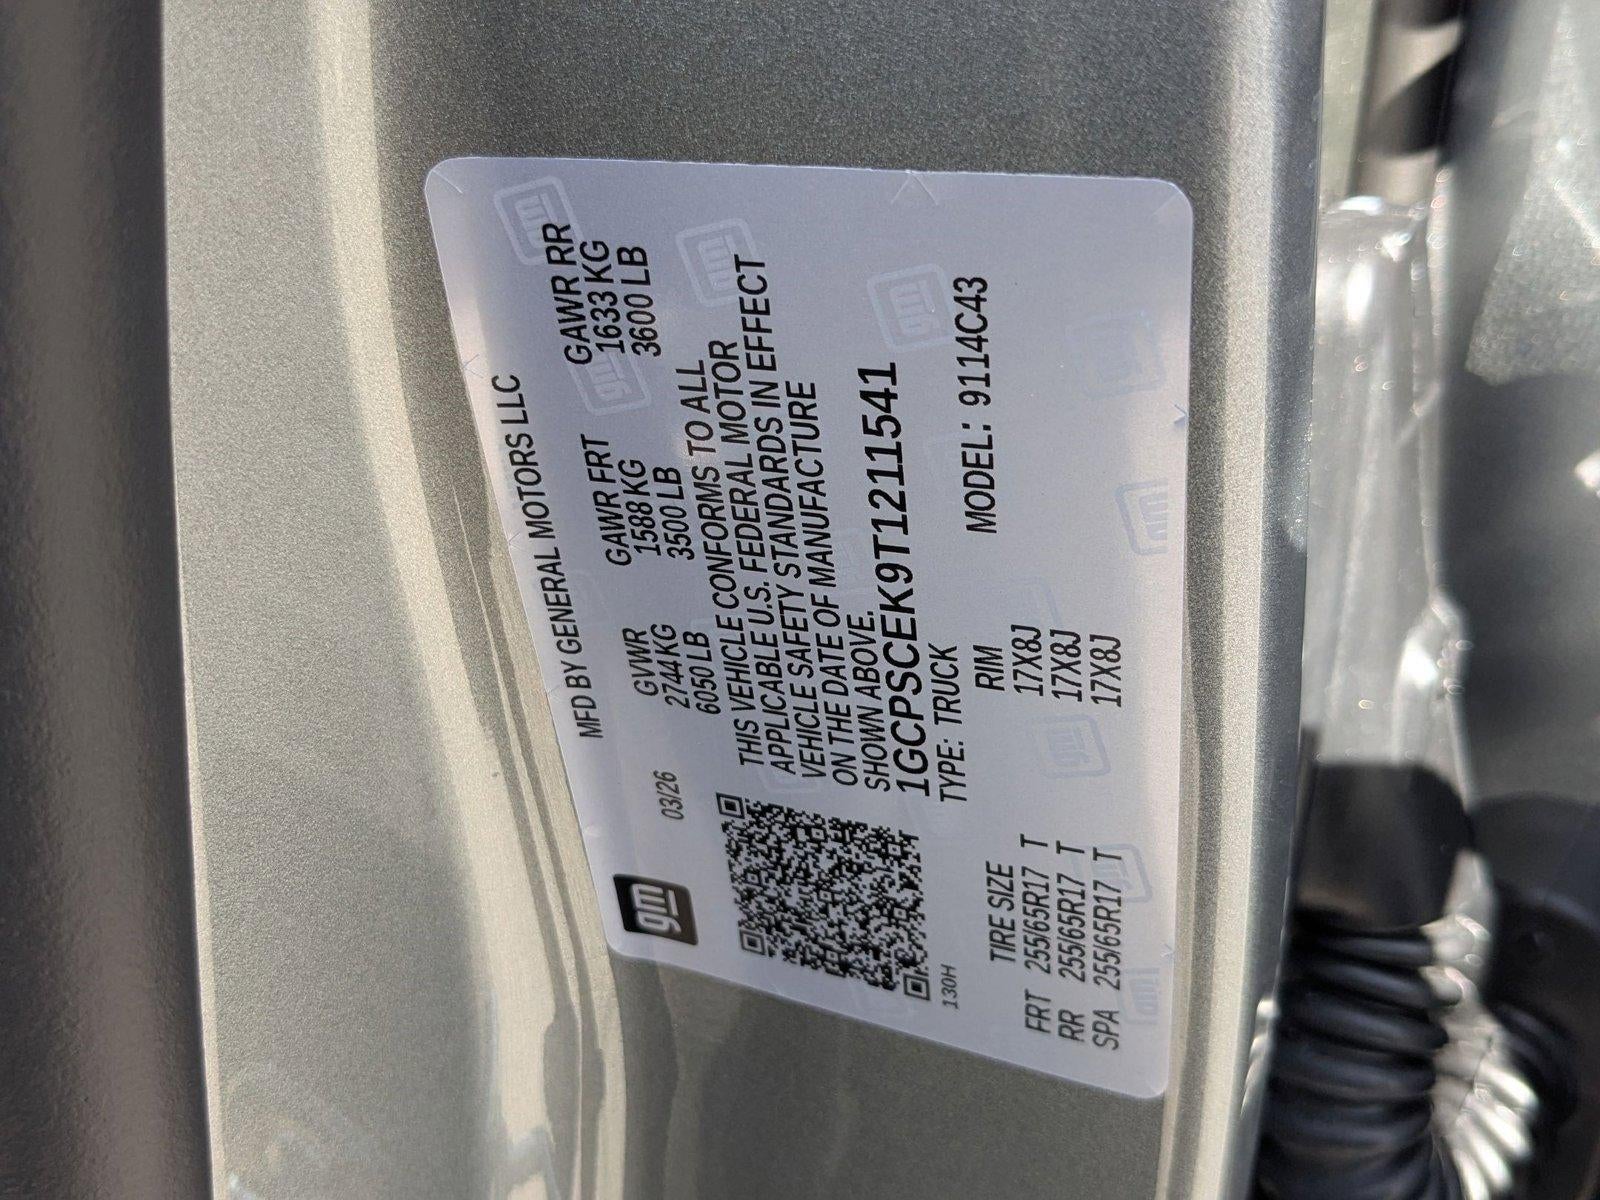 gm
MFD BY GENERAL MOTORS LLC
03/26 GVWR GAWR FRT GAWR RR
2744 KG 1588 KG 1633 KG
6050 LB 3500 LB 3600 LB
THIS VEHICLE CONFORMS TO ALL
APPLICABLE U.S. FEDERAL MOTOR
VEHICLE SAFETY STANDARDS IN EFFECT
ON THE DATE OF MANUFACTURE
SHOWN ABOVE.
1GCPSCEK9T1211541
TYPE: TRUCK MODEL: 9114C43
130H
TIRE SIZE RIM
FRT 255/65R17 T 17X8J
RR 255/65R17 T 17X8J
SPA 255/65R17 T 17X8J